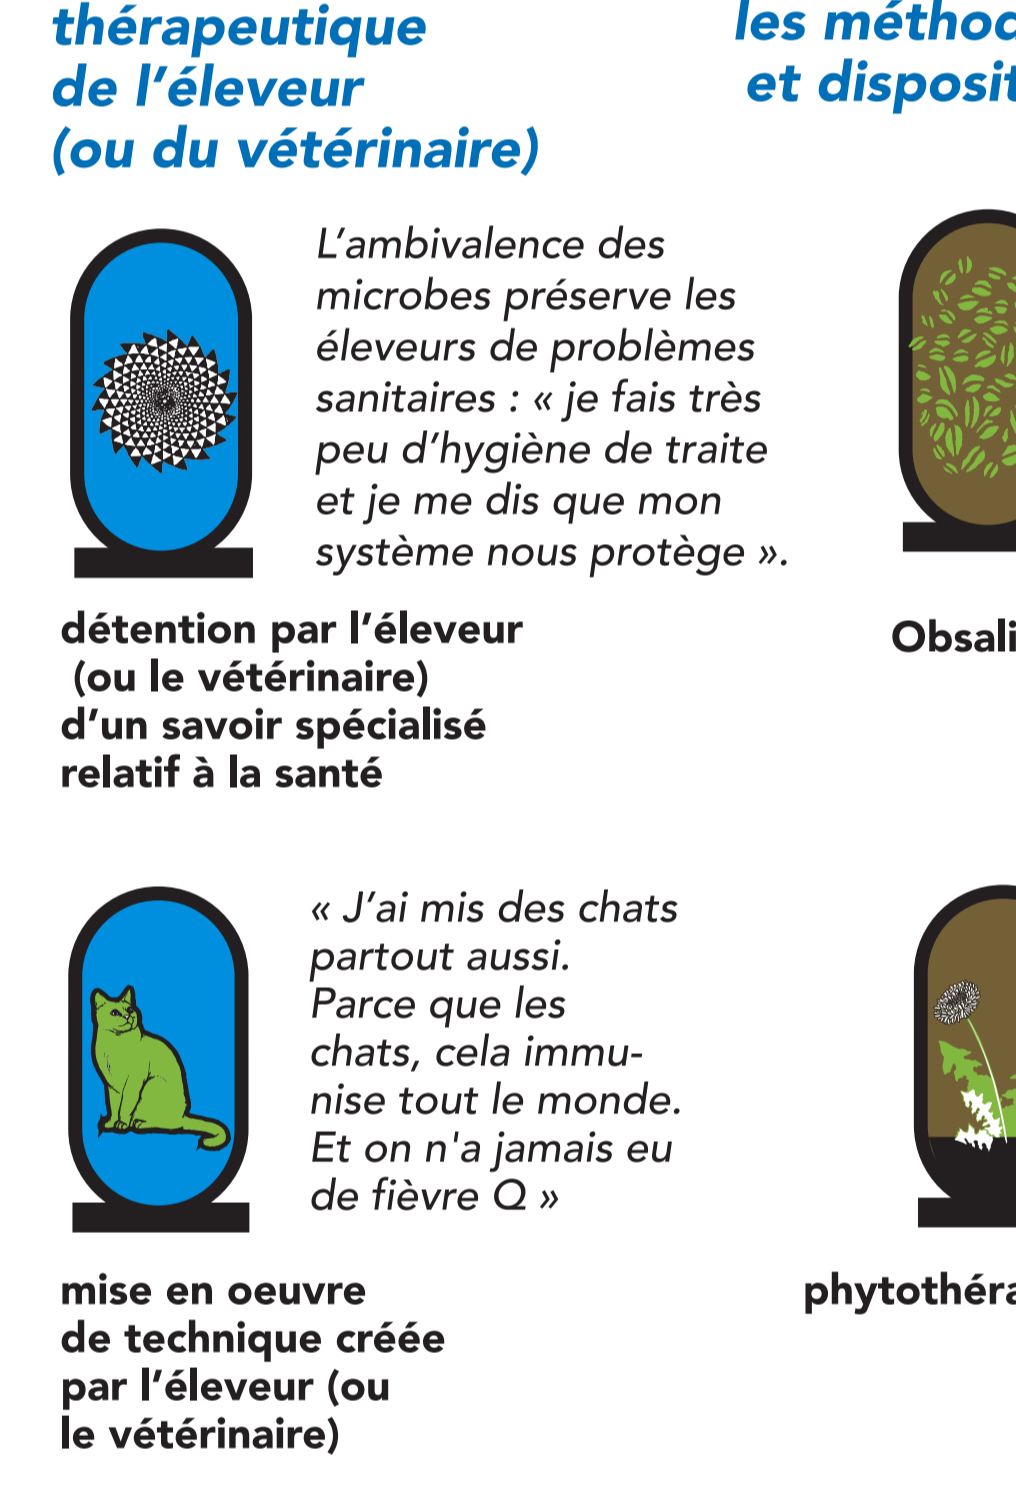 thérapeutique
de l’éleveur
(ou du vétérinaire)
L’ambivalence des
microbes préserve les
éleveurs de problèmes
sanitaires : « je fais très
peu d’hygiène de traite
et je me dis que mon
système nous protège ».
détention par l’éleveur
(ou le vétérinaire)
d’un savoir spécialisé
relatif à la santé
« J’ai mis des chats
partout aussi.
Parce que les
chats, cela immu-
nise tout le monde.
Et on n'a jamais eu
de fièvre Q »
mise en oeuvre
de technique créée
par l’éleveur (ou
le vétérinaire)
les
et